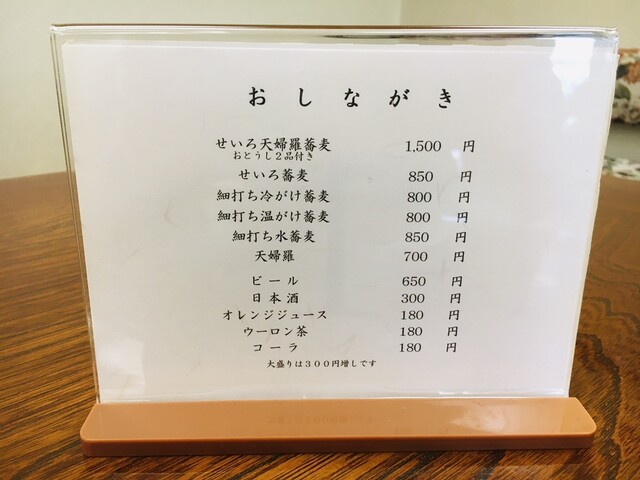 おしながき
せいろ天婦羅蕎麦 1,500 円
おとうし２品付き
せいろ蕎麦 850 円
細打ち冷がけ蕎麦 800 円
細打ち温がけ蕎麦 800 円
細打ち水蕎麦 850 円
天婦羅 700 円
ビール 650 円
日本酒 300 円
オレンジジュース 180 円
ウーロン茶 180 円
コーラ 180 円
大盛りは３００円増しです